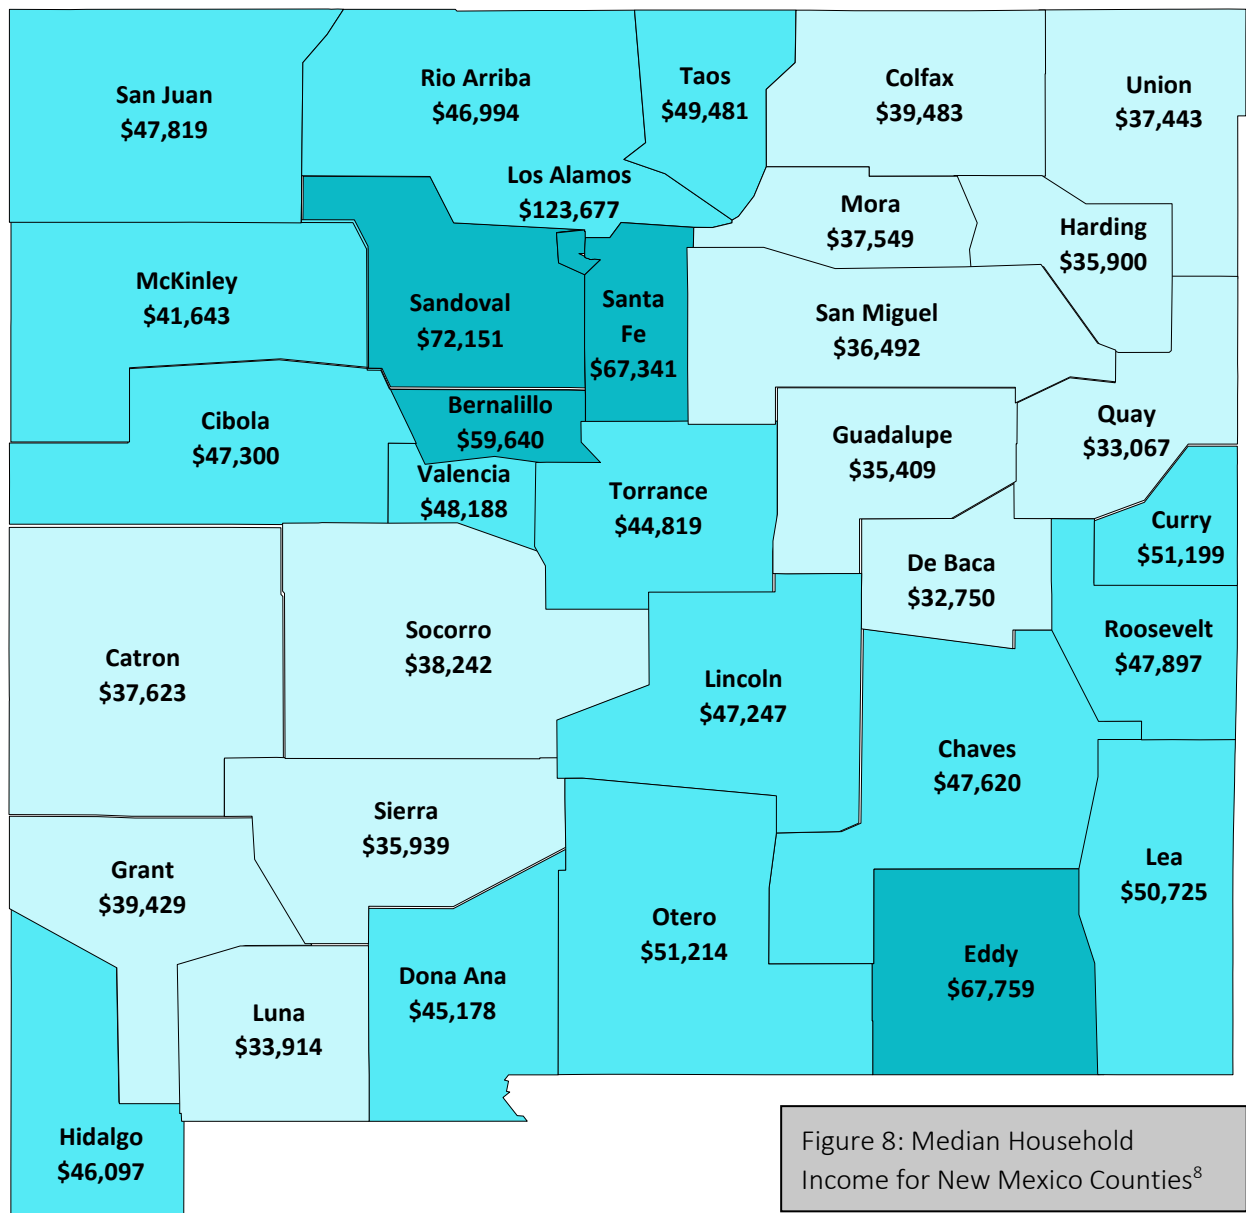 San Juan
$47,819
Rio Arriba
$46,994
Taos
$49,481
Colfax
$39,483
Union
$37,443
Los Alamos
$123,677
Mora
$37,549
Harding
$35,900
McKinley
$41,643
Sandoval
$72,151
Santa
Fe
$67,341
San Miguel
$36,492
Cibola
$47,300
Bernalillo
$59,640
Valencia
$48,188
Torrance
$44,819
Guadalupe
$35,409
Quay
$33,067
Curry
$51,199
De Baca
$32,750
Roosevelt
$47,897
Catron
$37,623
Socorro
$38,242
Lincoln
$47,247
Chaves
$47,620
Sierra
$35,939
Grant
$39,429
Lea
$50,725
Otero
$51,214
Eddy
$67,759
Dona Ana
$45,178
Luna
$33,914
Hidalgo
$46,097
Figure 8: Median Household
Income for New Mexico Counties⁸